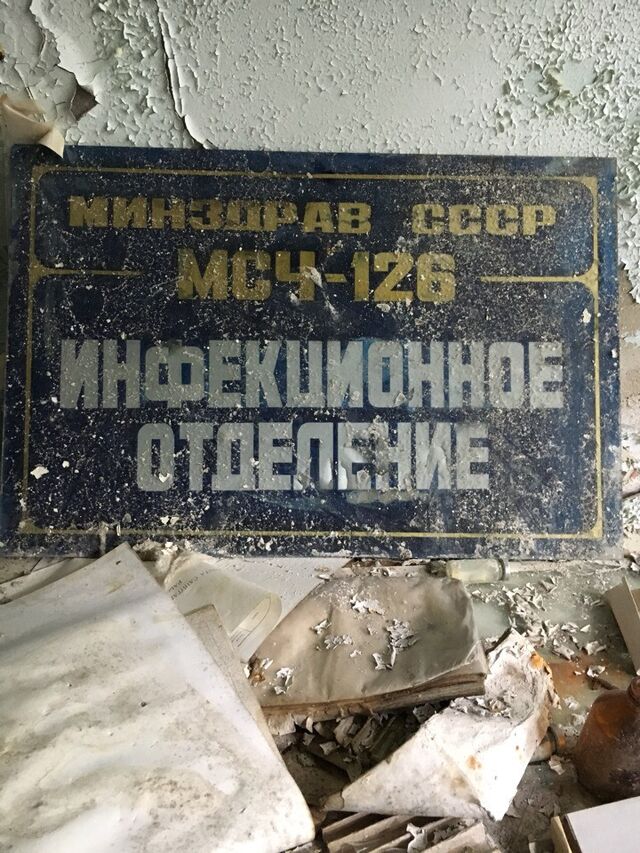 МИНЗДРАВ СССР
МСЧ-126
ИНФЕКЦИОННОЕ
ОТДЕЛЕНИЕ